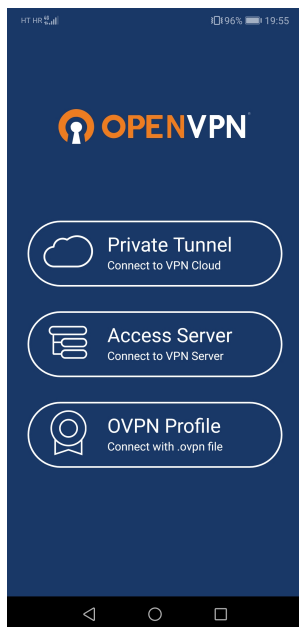 HT HR 4G 96% 19:55
OPENVPN
Private Tunnel
Connect to VPN Cloud
Access Server
Connect to VPN Server
OVPN Profile
Connect with .ovpn file